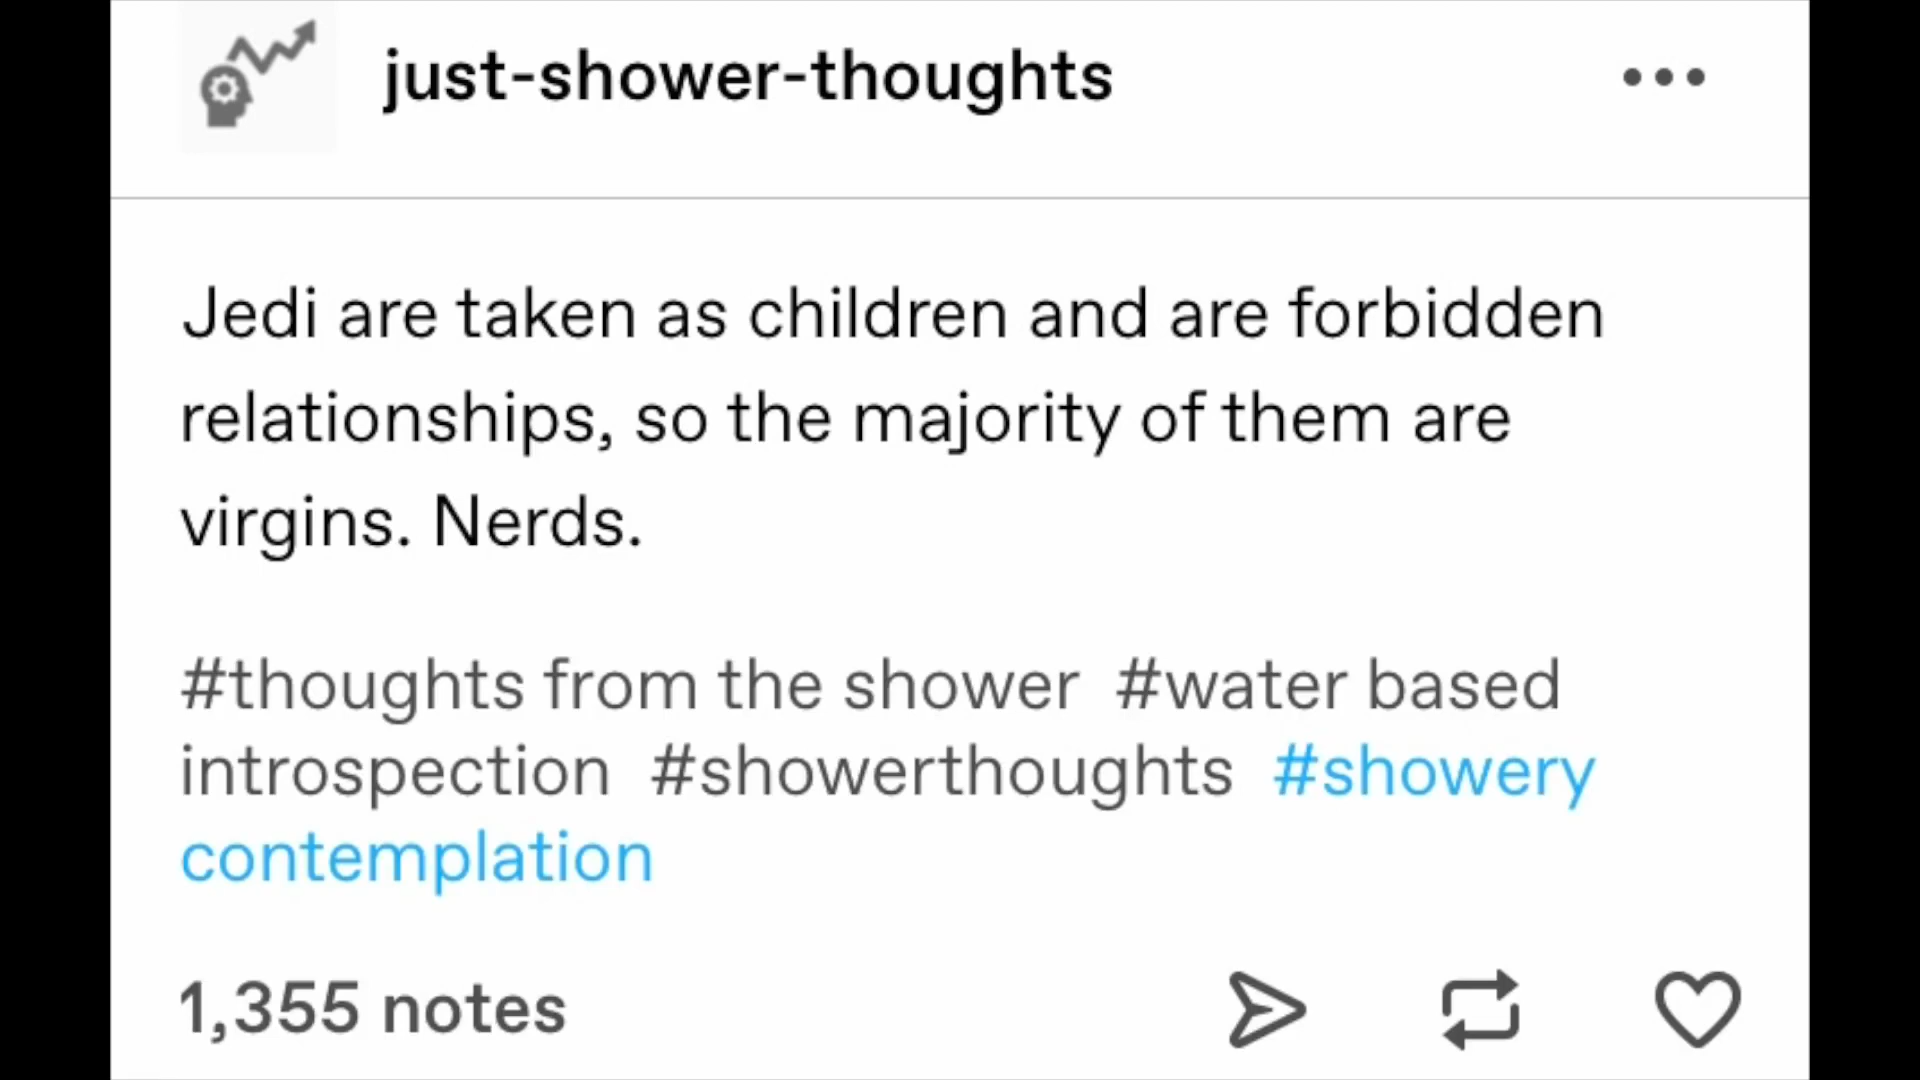 just-shower-thoughts
Jedi are taken as children and are forbidden
relationships, so the majority of them are
virgins. Nerds.
#thoughts from the shower #water based
introspection #showerthoughts #showery
contemplation
1,355 notes